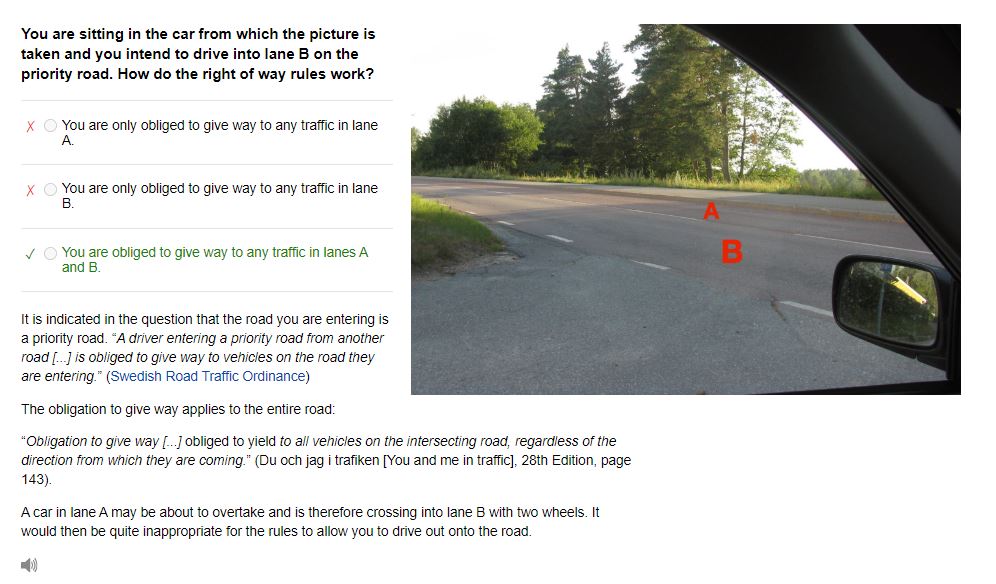 You are sitting in the car from which the picture is
taken and you intend to drive into lane B on the
priority road. How do the right of way rules work?
You are only obliged to give way to any traffic in lane
A.
You are only obliged to give way to any traffic in lane
B.
You are obliged to give way to any traffic in lanes A
and B.
It is indicated in the question that the road you are entering is
a priority road. “A driver entering a priority road from another
road [...] is obliged to give way to vehicles on the road they
are entering.” (Swedish Road Traffic Ordinance)
The obligation to give way applies to the entire road:
“Obligation to give way [...] obliged to yield to all vehicles on the intersecting road, regardless of the
direction from which they are coming.” (Du och jag i trafiken [You and me in traffic], 28th Edition, page
143).
A car in lane A may be about to overtake and is therefore crossing into lane B with two wheels. It
would then be quite inappropriate for the rules to allow you to drive out onto the road.
A
B